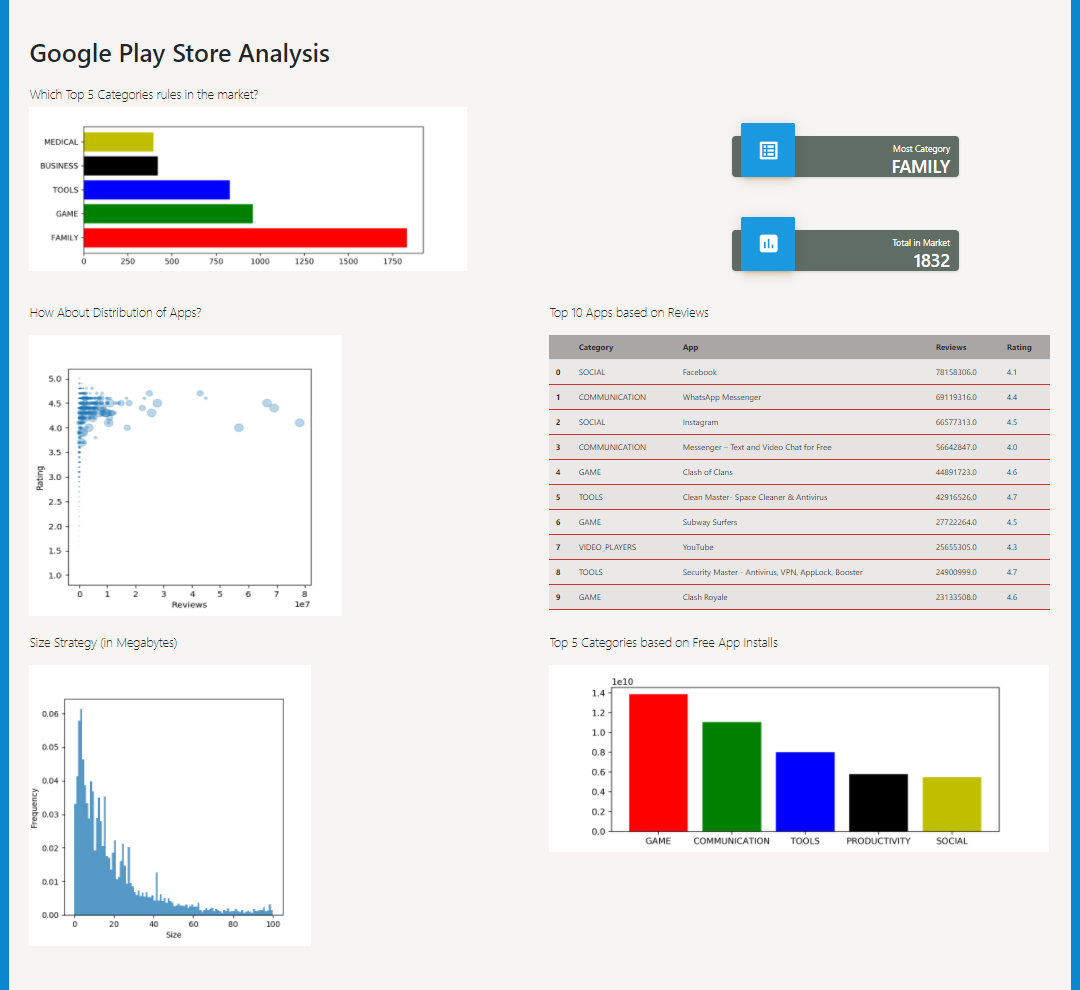 Google Play Store Analysis
Which Top 5 Categories rules in the market?
MEDICAL
BUSINESS
TOOLS
GAME
FAMILY
0 250 500 750 1000 1250 1500 1750
Most Category
FAMILY
Total in Market
1832
How About Distribution of Apps?
5.0
4.5
4.0
3.5
3.0
2.5
2.0
1.5
1.0
Rating
0 1 2 3 4 5 6 7 8
Reviews
1e7
Top 10 Apps based on Reviews
Category App Reviews Rating
0 SOCIAL Facebook 78158306.0 4.1
1 COMMUNICATION WhatsApp Messenger 69119316.0 4.4
2 SOCIAL Instagram 66577313.0 4.5
3 COMMUNICATION Messenger – Text and Video Chat for Free 56642847.0 4.0
4 GAME Clash of Clans 44891723.0 4.6
5 TOOLS Clean Master- Space Cleaner & Antivirus 42916526.0 4.7
6 GAME Subway Surfers 27722264.0 4.5
7 VIDEO_PLAYERS YouTube 25655305.0 4.3
8 TOOLS Security Master - Antivirus, VPN, AppLock, Booster 24900999.0 4.7
9 GAME Clash Royale 23133508.0 4.6
Size Strategy (in Megabytes)
0.06
0.05
0.04
0.03
0.02
0.01
0.00
Frequency
0 20 40 60 80 100
Size
Top 5 Categories based on Free App Installs
1e10
1.4
1.2
1.0
0.8
0.6
0.4
0.2
0.0
GAME COMMUNICATION TOOLS PRODUCTIVITY SOCIAL